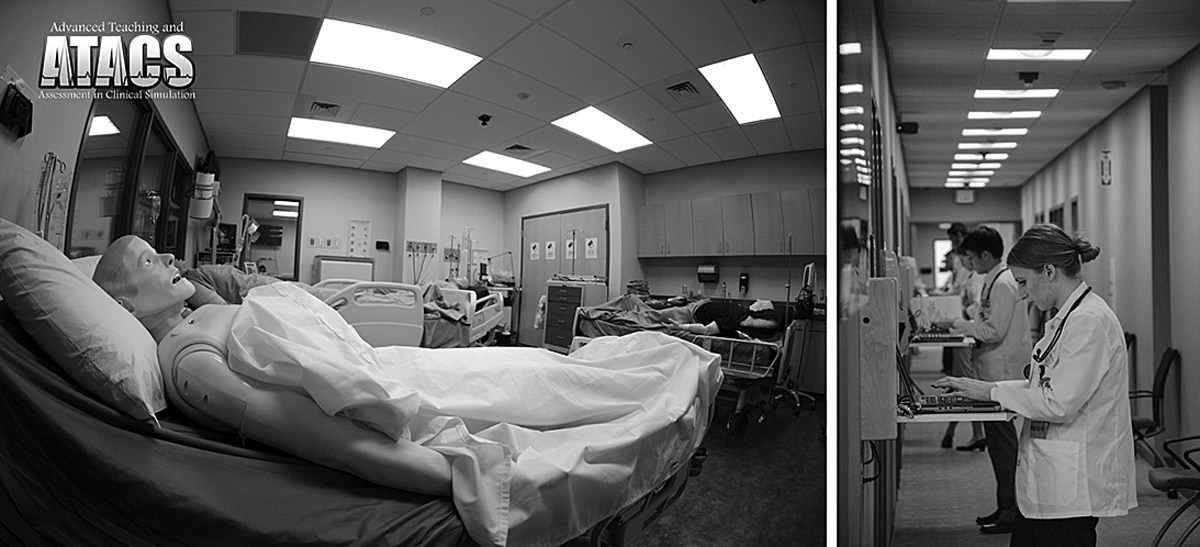 Advanced Teaching and
ATACS
Assessment in Clinical Simulation